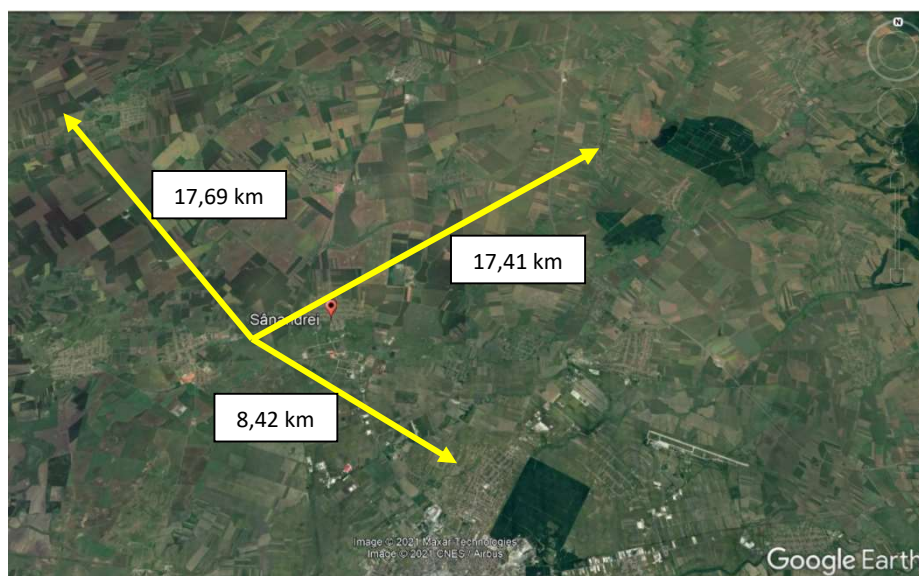 N
17,69 km
17,41 km
Sânandrei
8,42 km
Image © 2021 Maxar Technologies
Image © 2021 CNES / Airbus
Google Earth